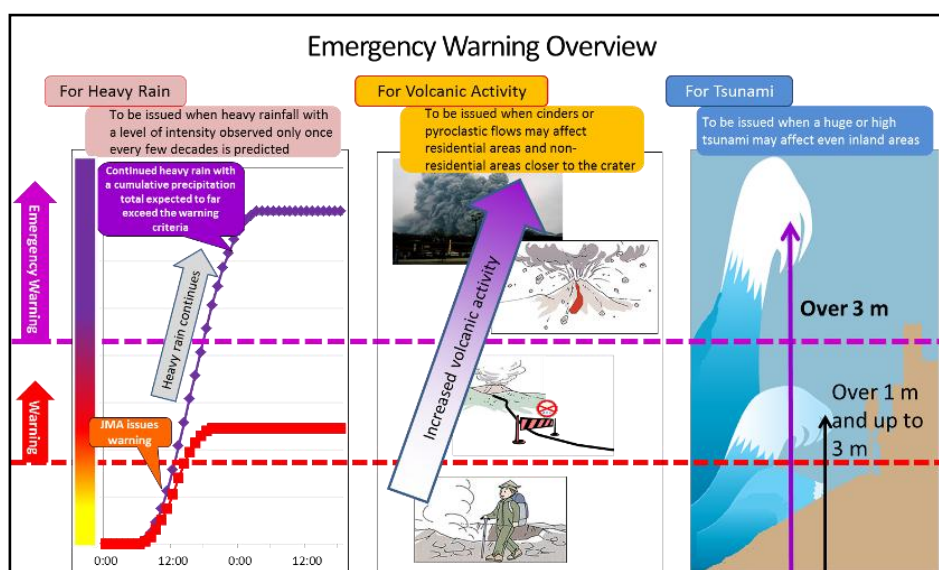 Emergency Warning Overview
For Heavy Rain
To be issued when heavy rainfall with
a level of intensity observed only once
every few decades is predicted
Continued heavy rain with
a cumulative precipitation
total expected to far
exceed the warning
criteria
Heavy rain continues
JMA issues
warning
Emergency Warning
Warning
0:00
12:00
0:00
12:00
For Volcanic Activity
To be issued when cinders or
pyroclastic flows may affect
residential areas and non-
residential areas closer to the crater
Increased volcanic activity
For Tsunami
To be issued when a huge or high
tsunami may affect even inland areas
Over 3 m
Over 1 m
and up to
3 m